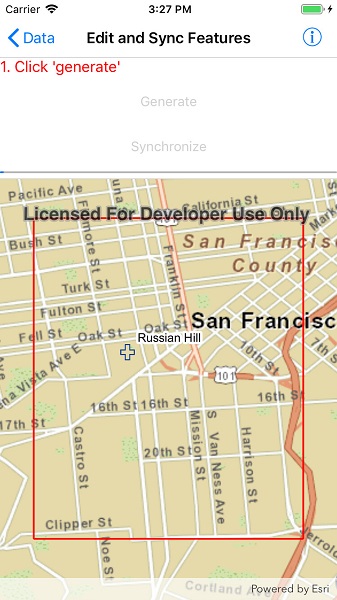 Carrier 3:27 PM
Data Edit and Sync Features
1. Click 'generate'
Generate
Synchronize
Pacific Ave
California St
Licensed For Developer Use Only
Bush St
Fillmore St
Franklin St
San Francisc
County
Turk St
Fulton St
Fell St
Oak St
Oak St
San Francisc
Russian Hill
10th St
7th
na Vista Ave E
101
16th St
16th St
16th St
17th St
Castro St
Mission St
S Van Ness Ave
Harrison St
20th St
Clipper St
Noe St
Jerrol
Cortland Ave
Powered by Esri